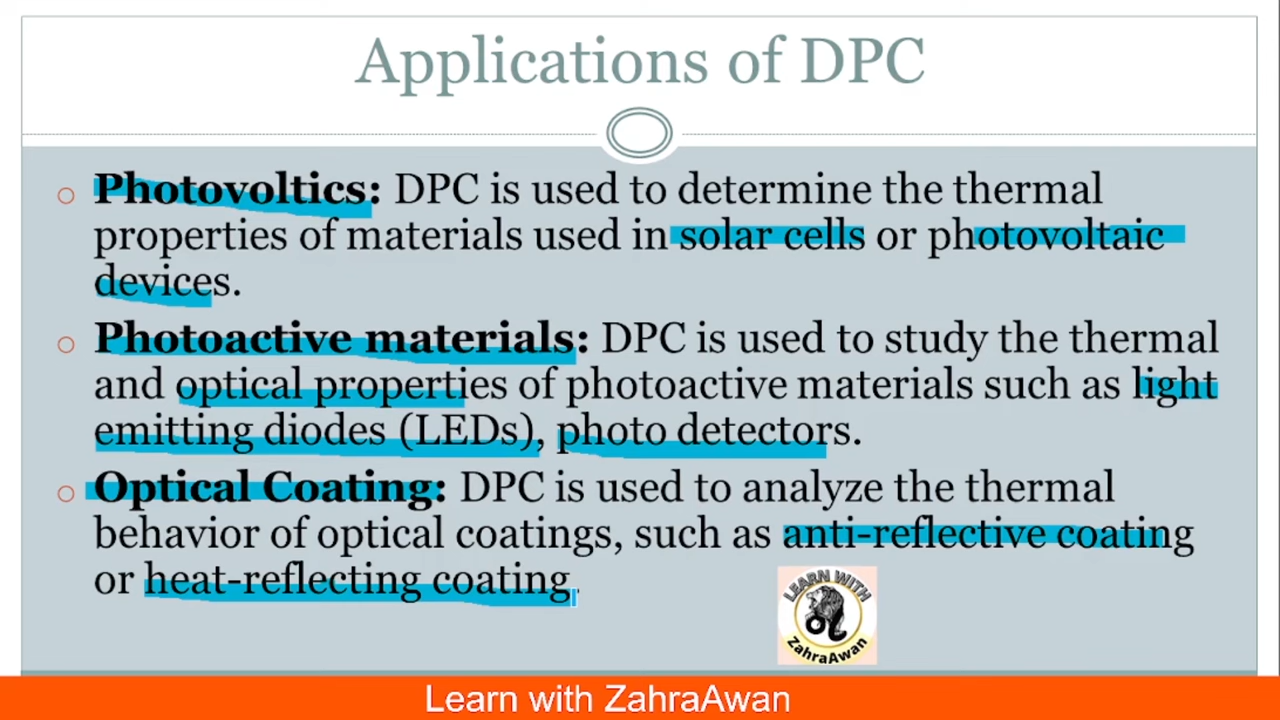 Applications of DPC
Photovoltics: DPC is used to determine the thermal
properties of materials used in solar cells or photovoltaic
devices.
Photoactive materials: DPC is used to study the thermal
and optical properties of photoactive materials such as light
emitting diodes (LEDs), photo detectors.
Optical Coating: DPC is used to analyze the thermal
behavior of optical coatings, such as anti-reflective coating
or heat-reflecting coating.
LEARN WITH
ZahraAwan
Learn with ZahraAwan